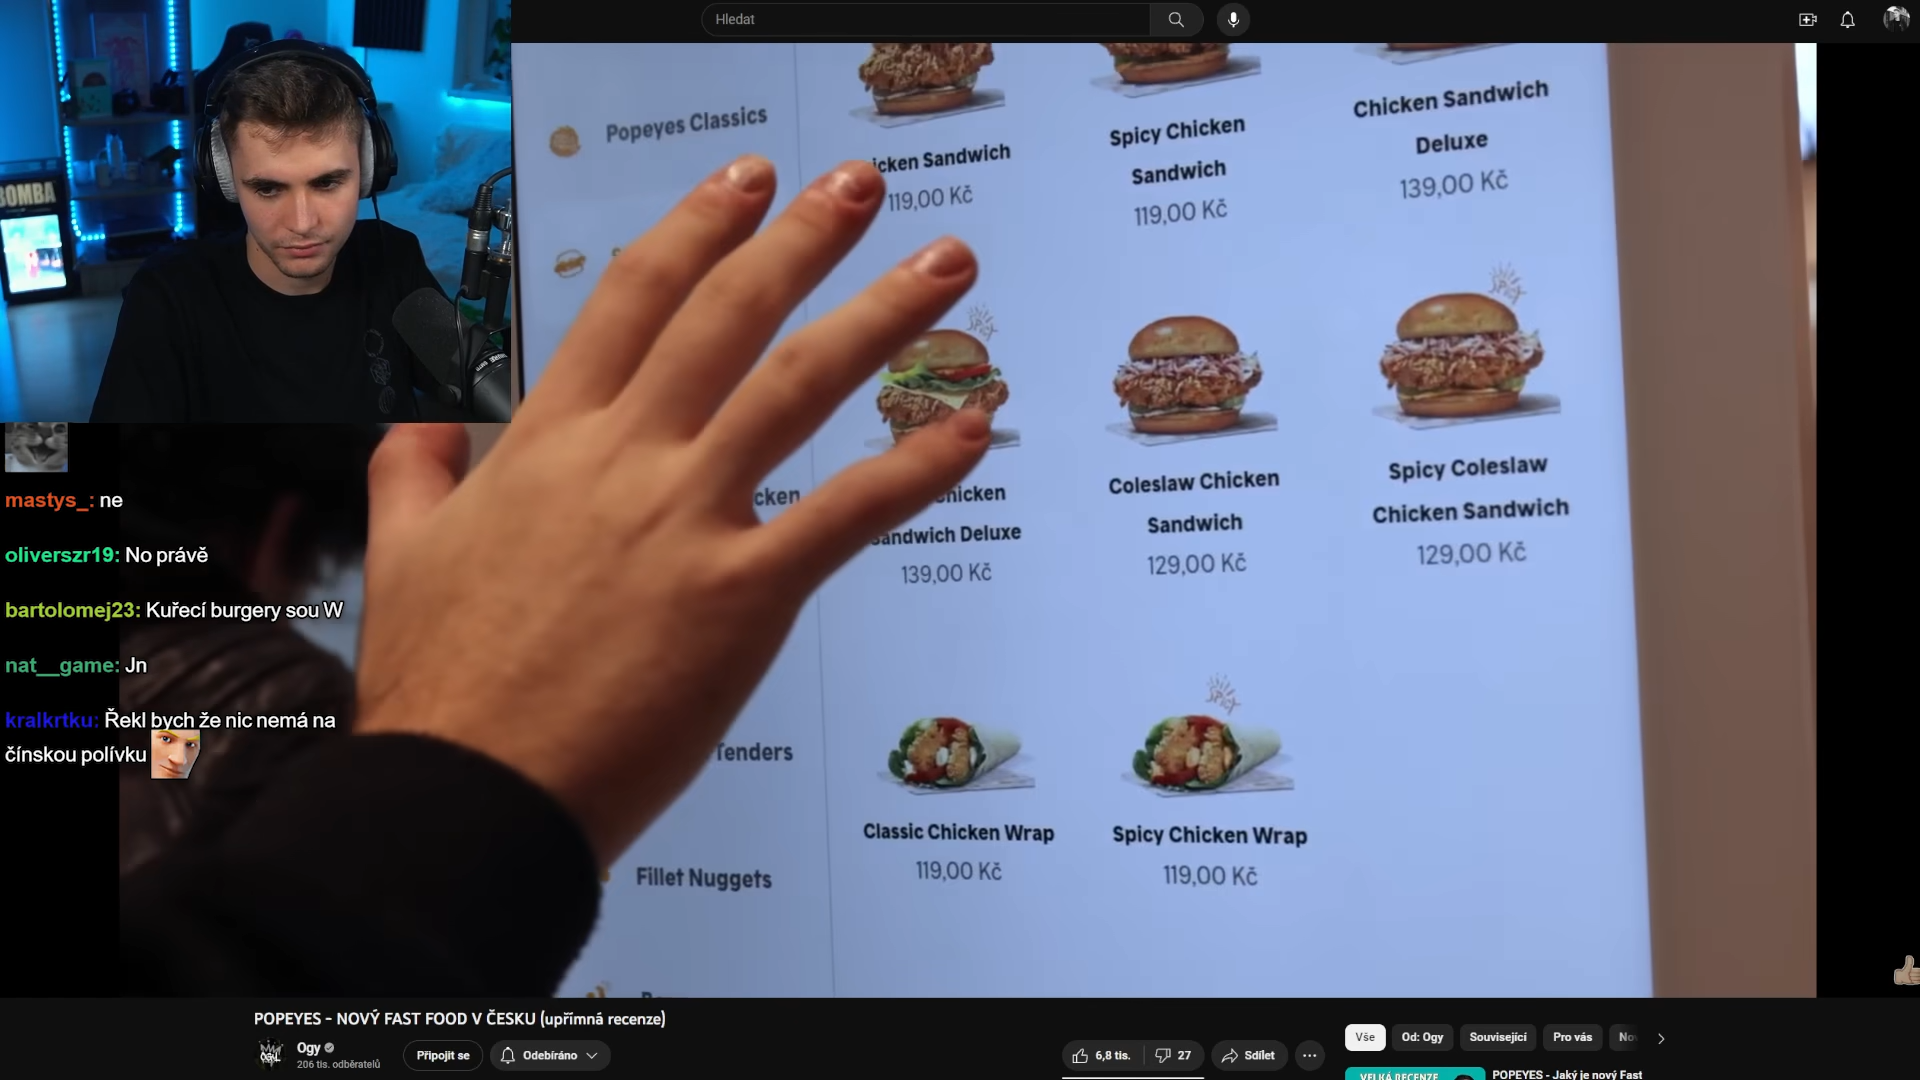 Hledat
BOMBA
Popeyes Classics
icken Sandwich
119,00 Kč
Spicy Chicken
Sandwich
119,00 Kč
Chicken Sandwich
Deluxe
139,00 Kč
SPICY
hicken
andwich Deluxe
139,00 Kč
Coleslaw Chicken
Sandwich
129,00 Kč
SPICY
Spicy Coleslaw
Chicken Sandwich
129,00 Kč
cken
Tenders
Fillet Nuggets
Classic Chicken Wrap
119,00 Kč
SPICY
Spicy Chicken Wrap
119,00 Kč
mastys_: ne
oliverszr19: No právě
bartolomej23: Kuřecí burgery sou W
nat__game: Jn
kralkrtku: Řekl bych že nic nemá na
čínskou polívku
POPEYES - NOVÝ FAST FOOD V ČESKU (upřímná recenze)
Ogy
206 tis. odběratelů
Připojit se
Odebíráno
6,8 tis.
27
Sdílet
Vše
Od: Ogy
Související
Pro vás
VELKÁ RECENZE
POPEYES - Jaký je nový Fast